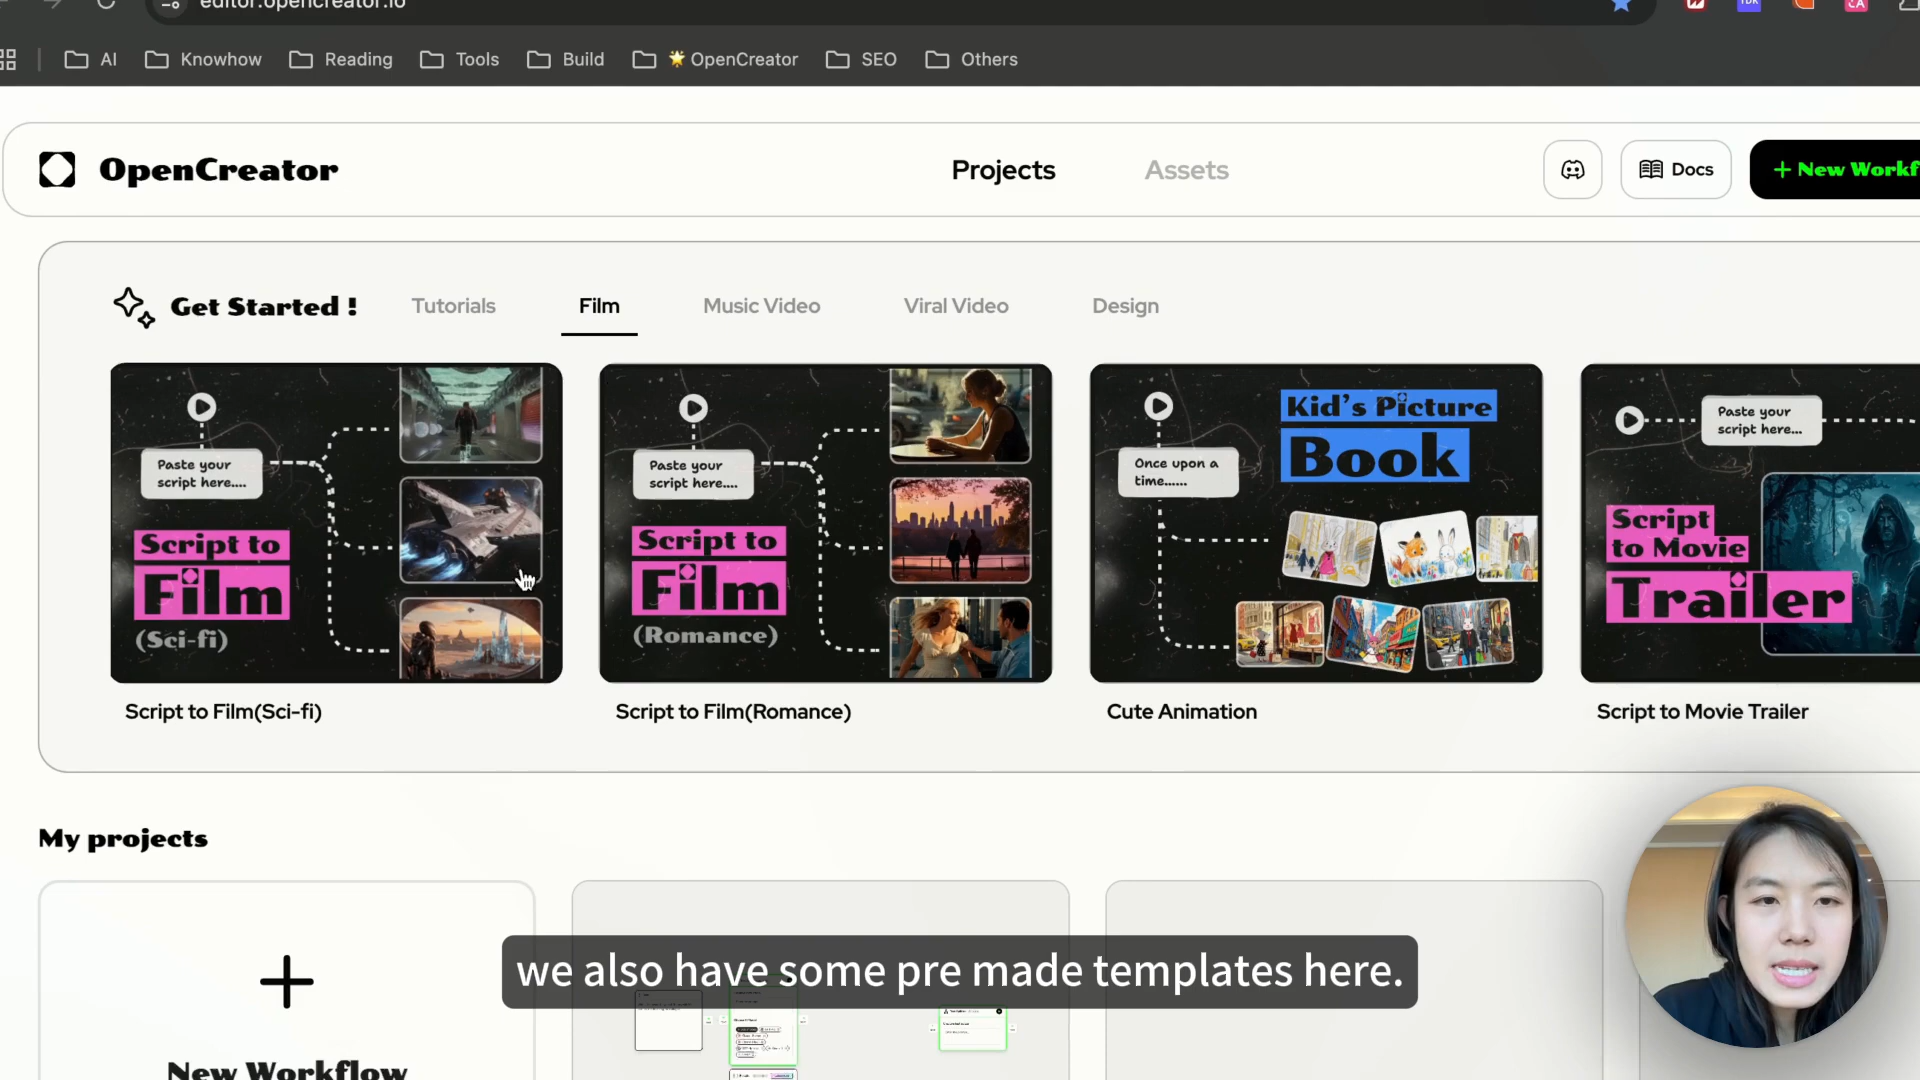 editor.opencreator.io
AI
Knowhow
Reading
Tools
Build
OpenCreator
SEO
Others
OpenCreator
Projects
Assets
Docs
+ New Workf
Get Started !
Tutorials
Film
Music Video
Viral Video
Design
Paste your
script here....
Script to
Film
(Sci-fi)
Script to Film(Sci-fi)
Paste your
script here....
Script to
Film
(Romance)
Script to Film(Romance)
Once upon a
time......
Kid's Picture
Book
Cute Animation
Paste your
script here...
Script
to Movie
Trailer
Script to Movie Trailer
My projects
New Workflow
we also have some pre made templates here.